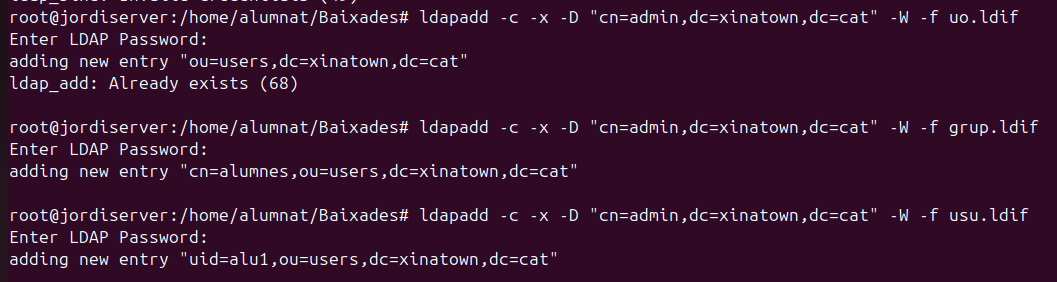 root@jordiserver:/home/alumnat/Baixades# ldapadd -c -x -D "cn=admin,dc=xinatown,dc=cat" -W -f uo.ldif
Enter LDAP Password:
adding new entry "ou=users,dc=xinatown,dc=cat"
ldap_add: Already exists (68)
root@jordiserver:/home/alumnat/Baixades# ldapadd -c -x -D "cn=admin,dc=xinatown,dc=cat" -W -f grup.ldif
Enter LDAP Password:
adding new entry "cn=alumnes,ou=users,dc=xinatown,dc=cat"
root@jordiserver:/home/alumnat/Baixades# ldapadd -c -x -D "cn=admin,dc=xinatown,dc=cat" -W -f usu.ldif
Enter LDAP Password:
adding new entry "uid=alu1,ou=users,dc=xinatown,dc=cat"